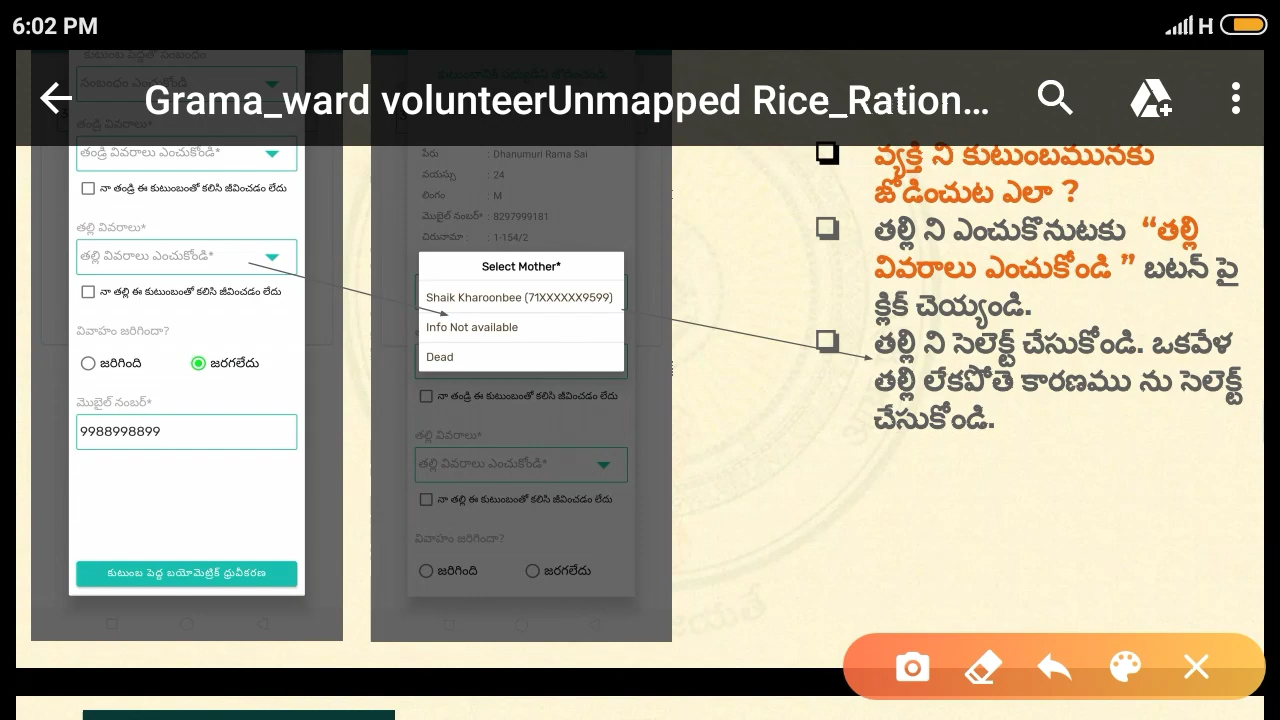 6:02 PM
H
Grama_ward volunteerUnmapped Rice_Ration...
కుటుంబ పెద్దతో సంబంధం
సంబంధం ఎంచుకోండి
తండ్రి వివరాలు*
తండ్రి వివరాలు ఎంచుకోండి*
నా తండ్రి ఈ కుటుంబంతో కలిసి జీవించడం లేదు
తల్లి వివరాలు*
తల్లి వివరాలు ఎంచుకోండి*
నా తల్లి ఈ కుటుంబంతో కలిసి జీవించడం లేదు
వివాహం జరిగిందా?
జరిగింది
జరగలేదు
మొబైల్ నంబర్*
9988998899
కుటుంబ పెద్ద బయోమెట్రిక్ ధ్రువీకరణ
పేరు : Dhanumuri Rama Sai
వయస్సు : 24
లింగం : M
మొబైల్ నంబర్* : 8297999181
చిరునామా : 1-154/2
Select Mother*
Shaik Kharoonbee (71XXXXXX9599)
Info Not available
Dead
నా తండ్రి ఈ కుటుంబంతో కలిసి జీవించడం లేదు
తల్లి వివరాలు*
తల్లి వివరాలు ఎంచుకోండి*
నా తల్లి ఈ కుటుంబంతో కలిసి జీవించడం లేదు
వివాహం జరిగిందా?
జరిగింది
జరగలేదు
వ్యక్తి ని కుటుంబమునకు
జోడించుట ఎలా ?
తల్లి ని ఎంచుకొనుటకు “తల్లి
వివరాలు ఎంచుకోండి ” బటన్ పై
క్లిక్ చెయ్యండి.
తల్లి ని సెలెక్ట్ చేసుకోండి. ఒకవేళ
తల్లి లేకపోతె కారణము ను సెలెక్ట్
చేసుకోండి.